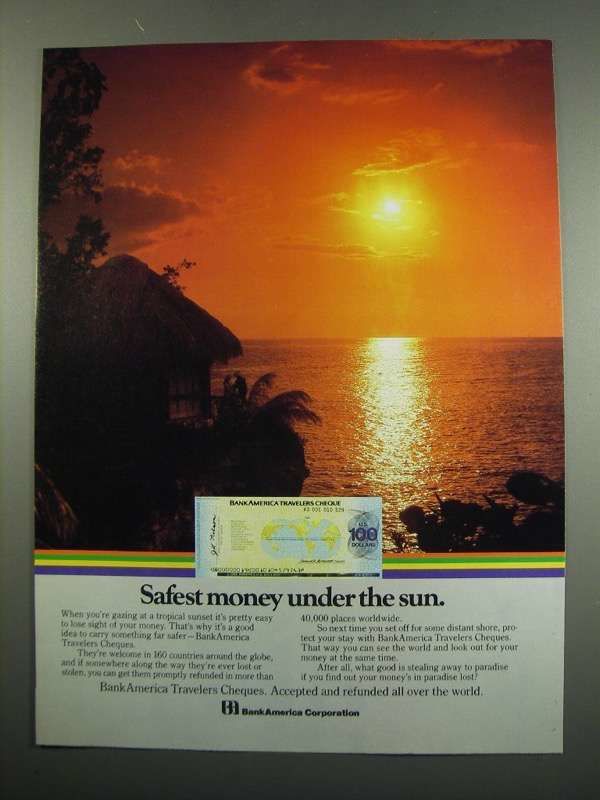 BANKAMERICA TRAVELERS CHEQUE
U.S.
100
DOLLARS
Safest money under the sun.
When you're gazing at a tropical sunset it's pretty easy
to lose sight of your money. That's why it's a good
idea to carry something far safer—BankAmerica
Travelers Cheques.
They're welcome in 160 countries around the globe,
and if somewhere along the way they're ever lost or
stolen, you can get them promptly refunded in more than
40,000 places worldwide.
So next time you set off for some distant shore, pro-
tect your stay with BankAmerica Travelers Cheques.
That way you can see the world and look out for your
money at the same time.
After all, what good is stealing away to paradise
if you find out your money's in paradise lost?
BankAmerica Travelers Cheques. Accepted and refunded all over the world.
BankAmerica Corporation